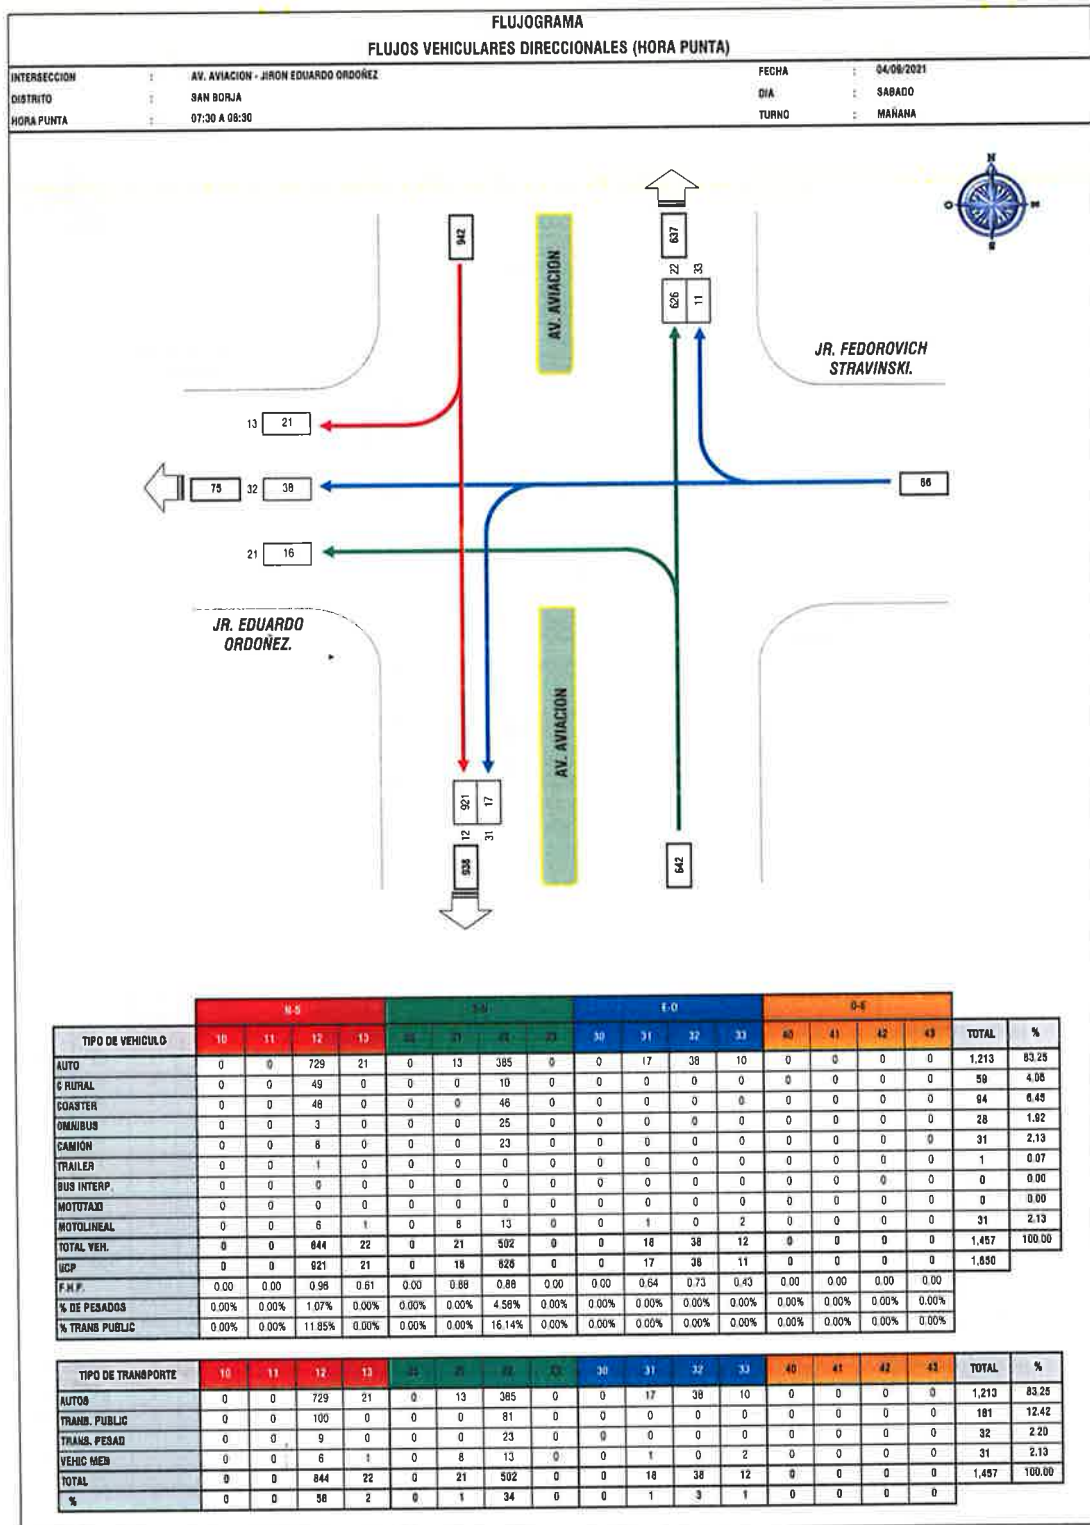 FLUJOGRAMA
FLUJOS VEHICULARES DIRECCIONALES (HORA PUNTA)
INTERSECCION : AV. AVIACION - JIRON EDUARDO ORDOÑEZ FECHA : 04/09/2021
DISTRITO : SAN BORJA DIA : SABADO
HORA PUNTA : 07:30 A 08:30 TURNO : MAÑANA
N
O
S
942
AV. AVIACION
637
22 33
626 11
JR. FEDOROVICH
STRAVINSKI.
13 21
75 32 38
66
21 16
JR. EDUARDO
ORDOÑEZ.
AV. AVIACION
921 17
12 31
938
642
N-S S-N E-O O-E
TIPO DE VEHICULO 10 11 12 13 20 21 22 23 30 31 32 33 40 41 42 43 TOTAL %
AUTO 0 0 729 21 0 13 385 0 0 17 38 10 0 0 0 0 1,213 83.25
C RURAL 0 0 49 0 0 0 10 0 0 0 0 0 0 0 0 0 59 4.05
COASTER 0 0 48 0 0 0 46 0 0 0 0 0 0 0 0 0 94 6.45
OMNIBUS 0 0 3 0 0 0 25 0 0 0 0 0 0 0 0 0 28 1.92
CAMIÓN 0 0 8 0 0 0 23 0 0 0 0 0 0 0 0 0 31 2.13
TRAILER 0 0 1 0 0 0 0 0 0 0 0 0 0 0 0 0 1 0.07
BUS INTERP. 0 0 0 0 0 0 0 0 0 0 0 0 0 0 0 0 0 0.00
MOTOTAXI 0 0 0 0 0 0 0 0 0 0 0 0 0 0 0 0 0 0.00
MOTOLINEAL 0 0 6 1 0 8 13 0 0 1 0 2 0 0 0 0 31 2.13
TOTAL VEH. 0 0 844 22 0 21 502 0 0 18 38 12 0 0 0 0 1,457 100.00
UCP 0 0 921 21 0 16 626 0 0 17 38 11 0 0 0 0 1,650
F.H.P. 0.00 0.00 0.96 0.61 0.00 0.88 0.88 0.00 0.00 0.64 0.73 0.43 0.00 0.00 0.00 0.00
% DE PESADOS 0.00% 0.00% 1.07% 0.00% 0.00% 0.00% 4.58% 0.00% 0.00% 0.00% 0.00% 0.00% 0.00% 0.00% 0.00% 0.00%
% TRANS PUBLIC 0.00% 0.00% 11.85% 0.00% 0.00% 0.00% 16.14% 0.00% 0.00% 0.00% 0.00% 0.00% 0.00% 0.00% 0.00% 0.00%
TIPO DE TRANSPORTE 10 11 12 13 20 21 22 23 30 31 32 33 40 41 42 43 TOTAL %
AUTOS 0 0 729 21 0 13 385 0 0 17 38 10 0 0 0 0 1,213 83.25
TRANS. PUBLIC 0 0 100 0 0 0 81 0 0 0 0 0 0 0 0 0 181 12.42
TRANS. PESAD 0 0 9 0 0 0 23 0 0 0 0 0 0 0 0 0 32 2.20
VEHIC MEN 0 0 6 1 0 8 13 0 0 1 0 2 0 0 0 0 31 2.13
TOTAL 0 0 844 22 0 21 502 0 0 18 38 12 0 0 0 0 1,457 100.00
% 0 0 58 2 0 1 34 0 0 1 3 1 0 0 0 0